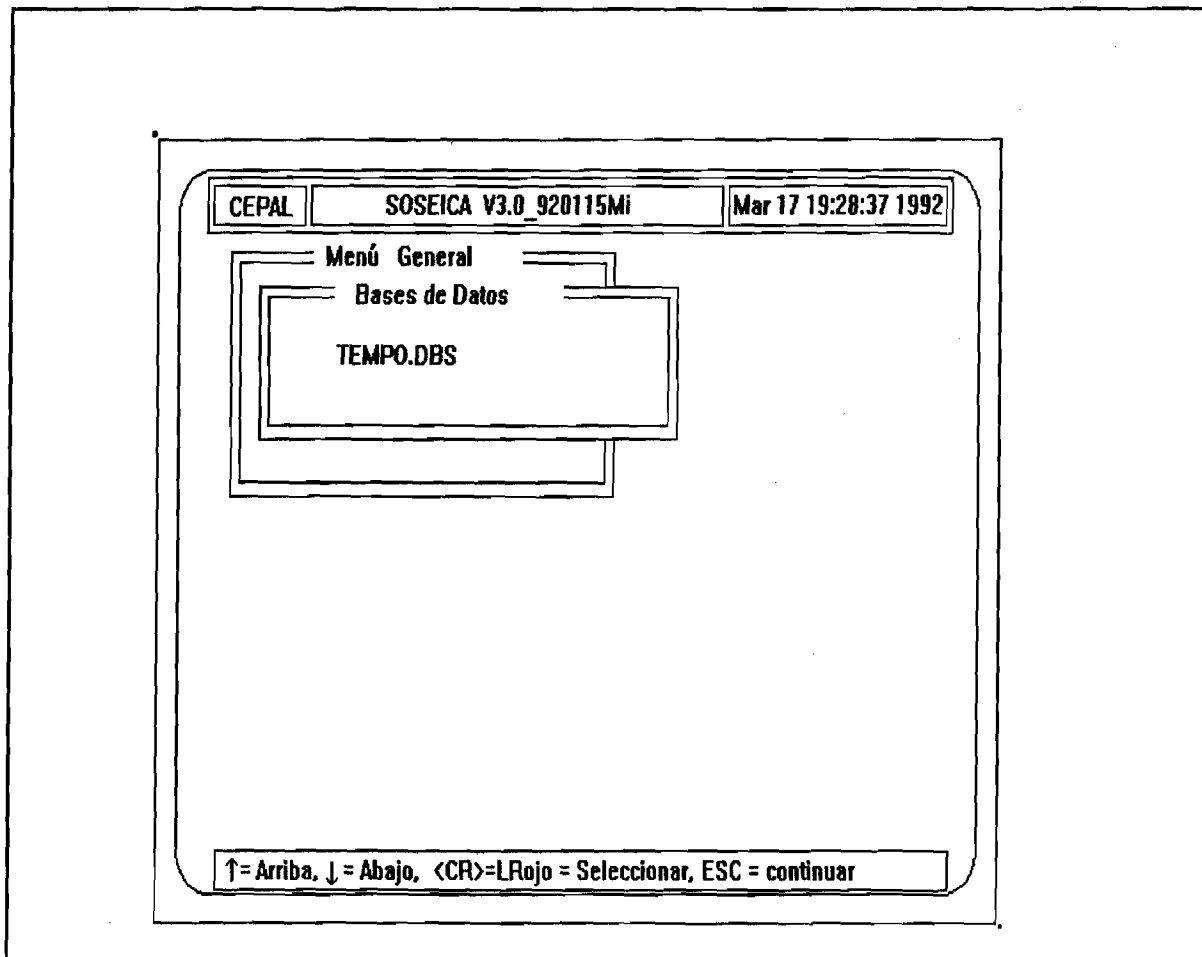 CEPAL SOSEICA V3.0_920115Mi Mar 17 19:28:37 1992
Menú General
Bases de Datos
TEMPO.DBS
↑= Arriba, ↓= Abajo, <CR>=LRojo = Seleccionar, ESC = continuar